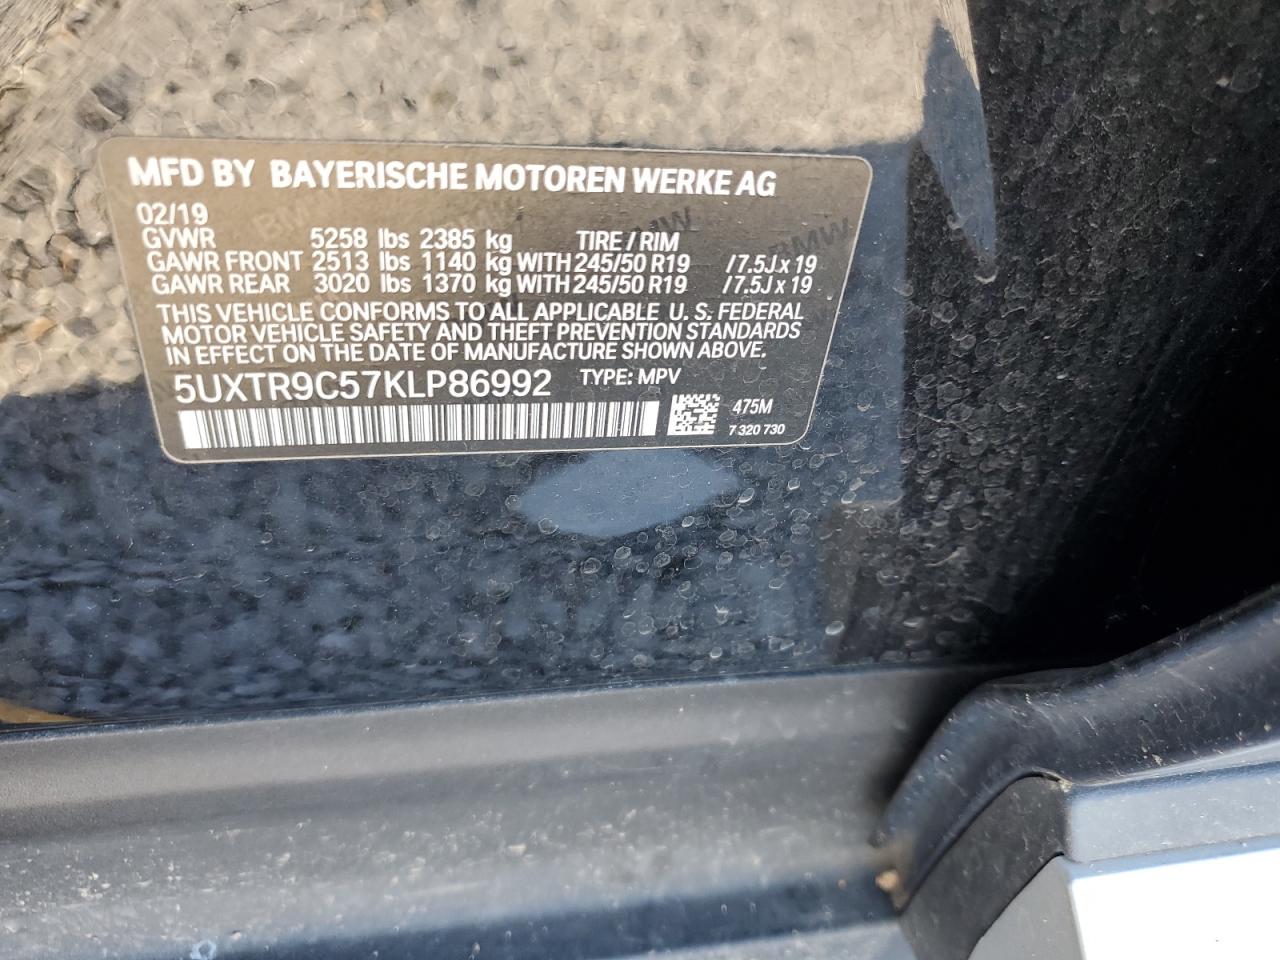 MFD BY BAYERISCHE MOTOREN WERKE AG
02/19
GVWR 5258 lbs 2385 kg TIRE / RIM
GAWR FRONT 2513 lbs 1140 kg WITH 245/50 R19 / 7.5J x 19
GAWR REAR 3020 lbs 1370 kg WITH 245/50 R19 / 7.5J x 19
THIS VEHICLE CONFORMS TO ALL APPLICABLE U. S. FEDERAL
MOTOR VEHICLE SAFETY AND THEFT PREVENTION STANDARDS
IN EFFECT ON THE DATE OF MANUFACTURE SHOWN ABOVE.
5UXTR9C57KLP86992 TYPE: MPV
475M
7 320 730